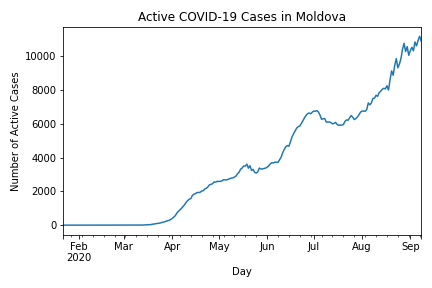 Active COVID-19 Cases in Moldova
Number of Active Cases
10000
8000
6000
4000
2000
0
Feb Mar Apr May Jun Jul Aug Sep
2020
Day